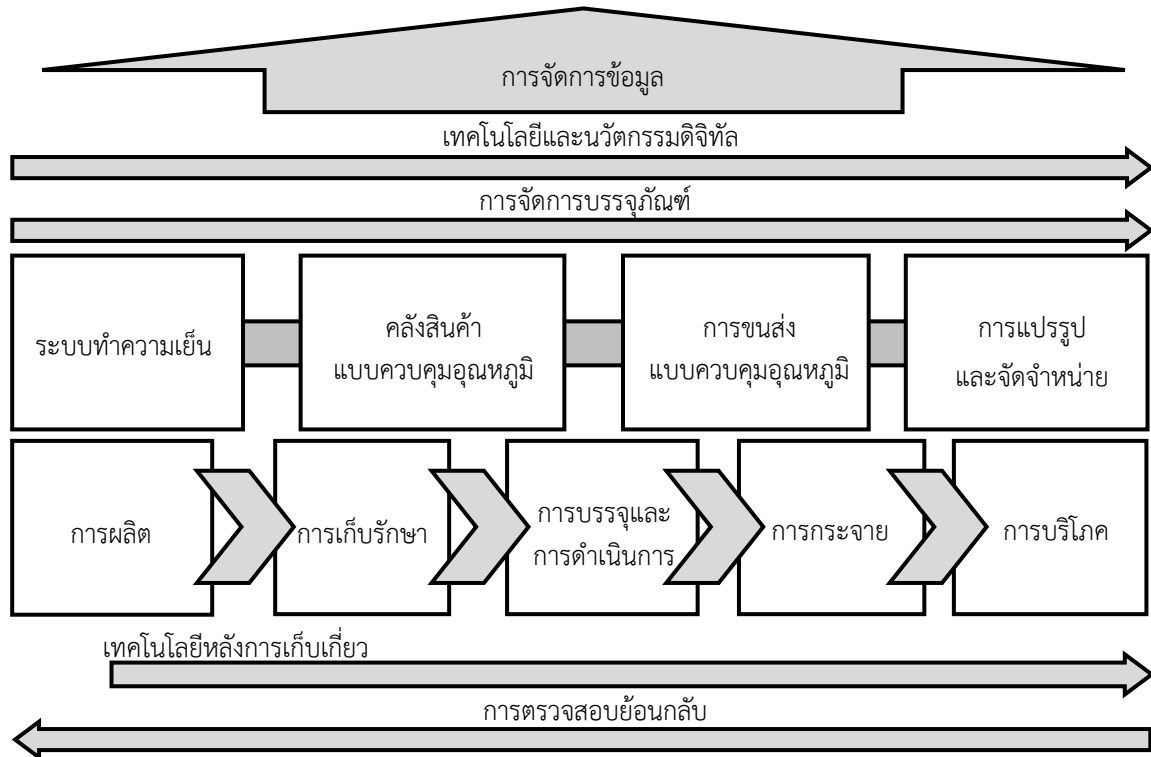 การจัดการข้อมูล
เทคโนโลยีและนวัตกรรมดิจิทัล
การจัดการบรรจุภัณฑ์
ระบบทำความเย็น
คลังสินค้า
แบบควบคุมอุณหภูมิ
การขนส่ง
แบบควบคุมอุณหภูมิ
การแปรรูป
และจัดจำหน่าย
การผลิต
การเก็บรักษา
การบรรจุและ
การดำเนินการ
การกระจาย
การบริโภค
เทคโนโลยีหลังการเก็บเกี่ยว
การตรวจสอบย้อนกลับ